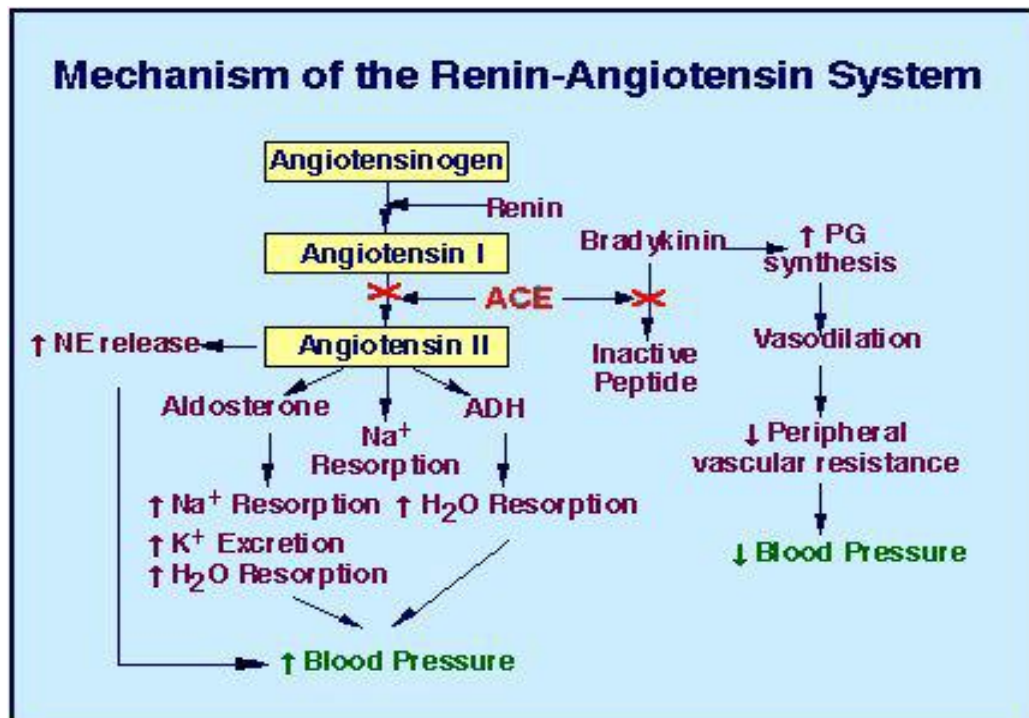 Mechanism of the Renin-Angiotensin System
Angiotensinogen
Renin
Angiotensin I
Bradykinin
↑ PG
synthesis
ACE
↑ NE release
Angiotensin II
Inactive
Peptide
Vasodilation
Aldosterone
Na⁺
Resorption
ADH
↓ Peripheral
vascular resistance
↑ Na⁺ Resorption
↑ K⁺ Excretion
↑ H₂O Resorption
↑ H₂O Resorption
↓ Blood Pressure
↑ Blood Pressure